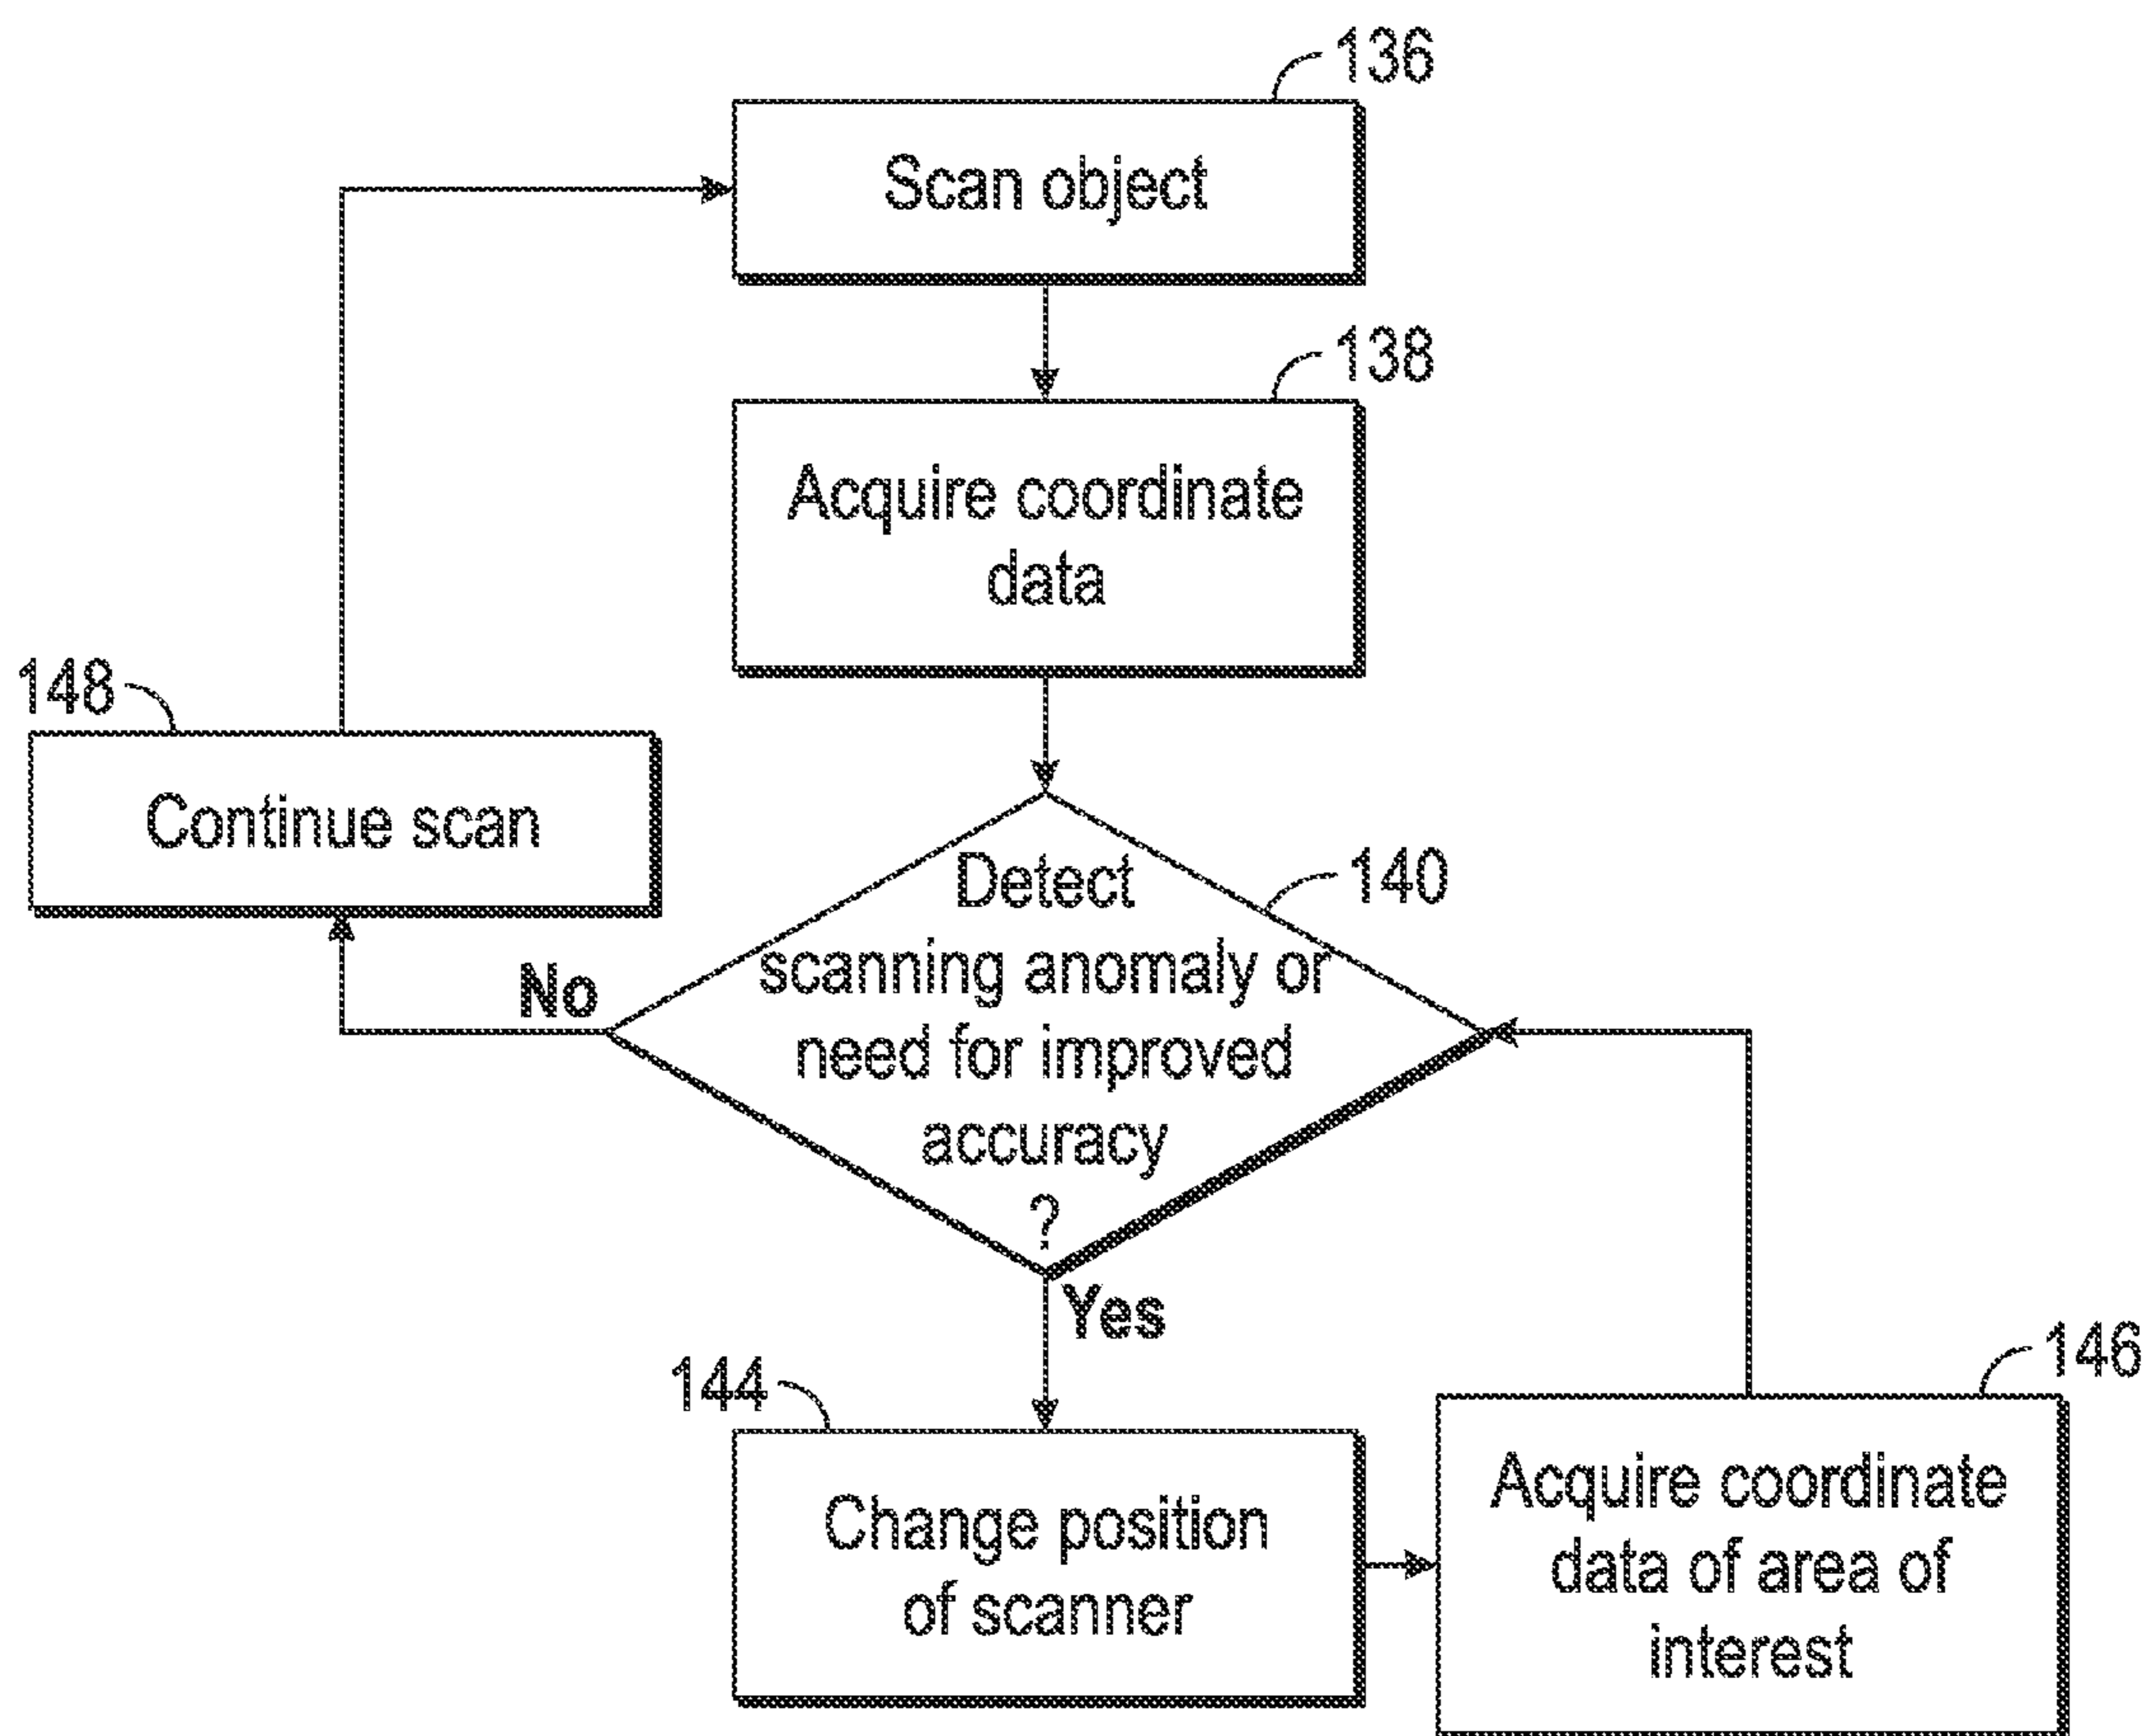 136
Scan object
138
Acquire coordinate
data
148
Continue scan
140
Detect
scanning anomaly or
need for improved
accuracy
?
No
Yes
144
Change position
of scanner
146
Acquire coordinate
data of area of
interest